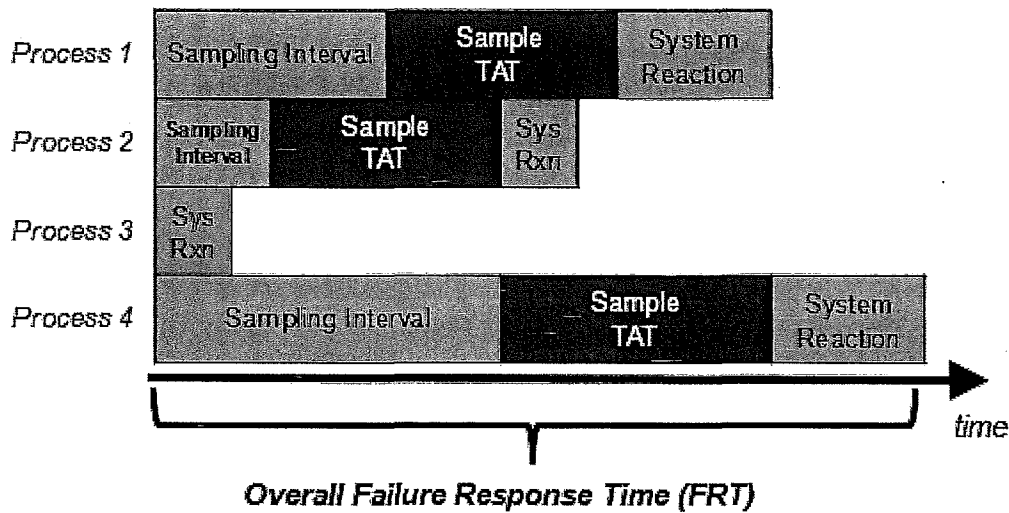 Process 1
Sampling Interval
Sample
TAT
System
Reaction
Process 2
Sampling
Interval
Sample
TAT
Sys
Rxn
Process 3
Sys
Rxn
Process 4
Sampling Interval
Sample
TAT
System
Reaction
time
Overall Failure Response Time (FRT)